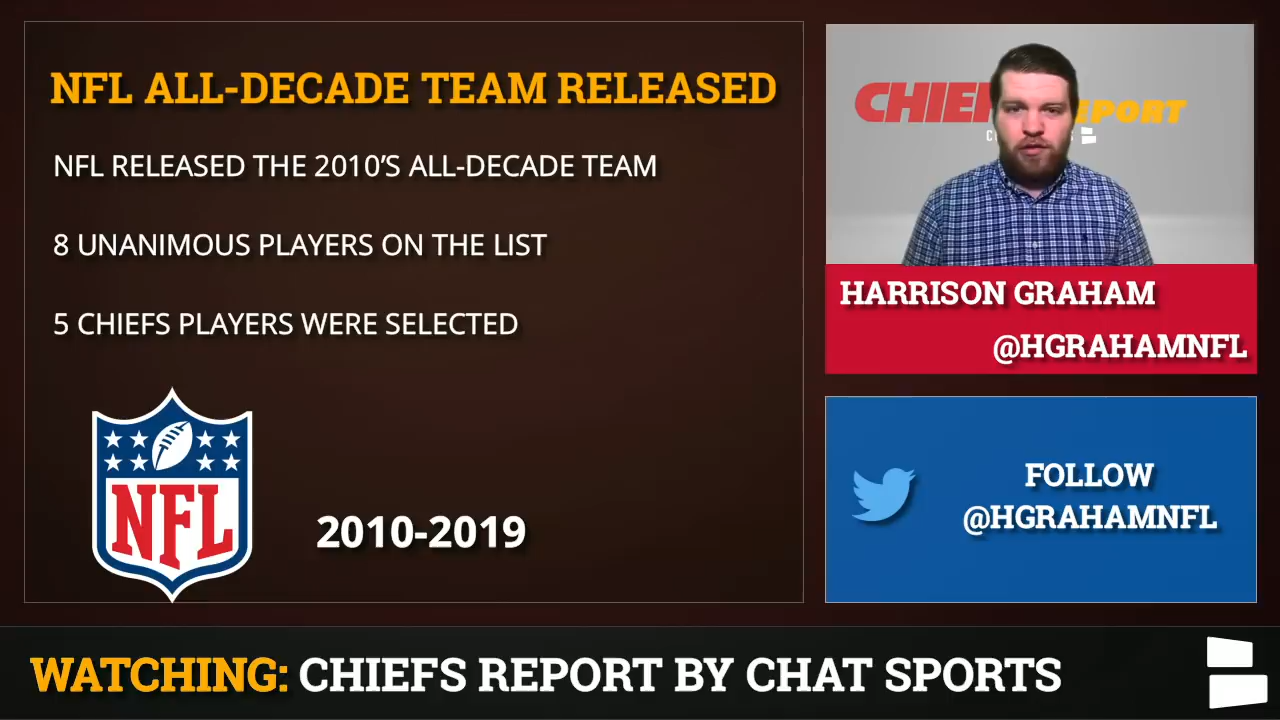 NFL ALL-DECADE TEAM RELEASED
NFL RELEASED THE 2010'S ALL-DECADE TEAM
8 UNANIMOUS PLAYERS ON THE LIST
5 CHIEFS PLAYERS WERE SELECTED
NFL
2010-2019
HARRISON GRAHAM
@HGRAHAMNFL
FOLLOW
@HGRAHAMNFL
WATCHING: CHIEFS REPORT BY CHAT SPORTS